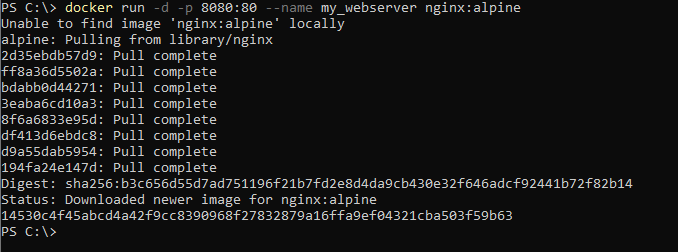 PS C:\> docker run -d -p 8080:80 --name my_webserver nginx:alpine
Unable to find image 'nginx:alpine' locally
alpine: Pulling from library/nginx
2d35ebdb57d9: Pull complete
ff8a36d5502a: Pull complete
bdabb0d44271: Pull complete
3eaba6cd10a3: Pull complete
8f6a6833e95d: Pull complete
df413d6ebdc8: Pull complete
d9a55dab5954: Pull complete
194fa24e147d: Pull complete
Digest: sha256:b3c656d55d7ad751196f21b7fd2e8d4da9cb430e32f646adcf92441b72f82b14
Status: Downloaded newer image for nginx:alpine
14530c4f45abcd4a42f9cc8390968f27832879a16ffa9ef04321cba503f59b63
PS C:\>